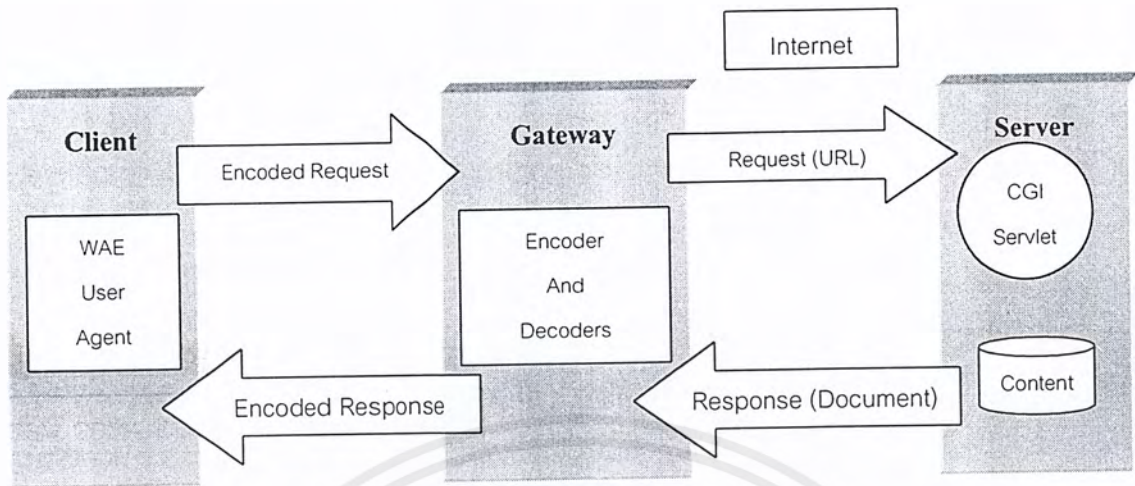 Internet
Client
Gateway
Server
Encoded Request
Request (URL)
CGI
Servlet
WAE
User
Agent
Encoder
And
Decoders
Encoded Response
Response (Document)
Content